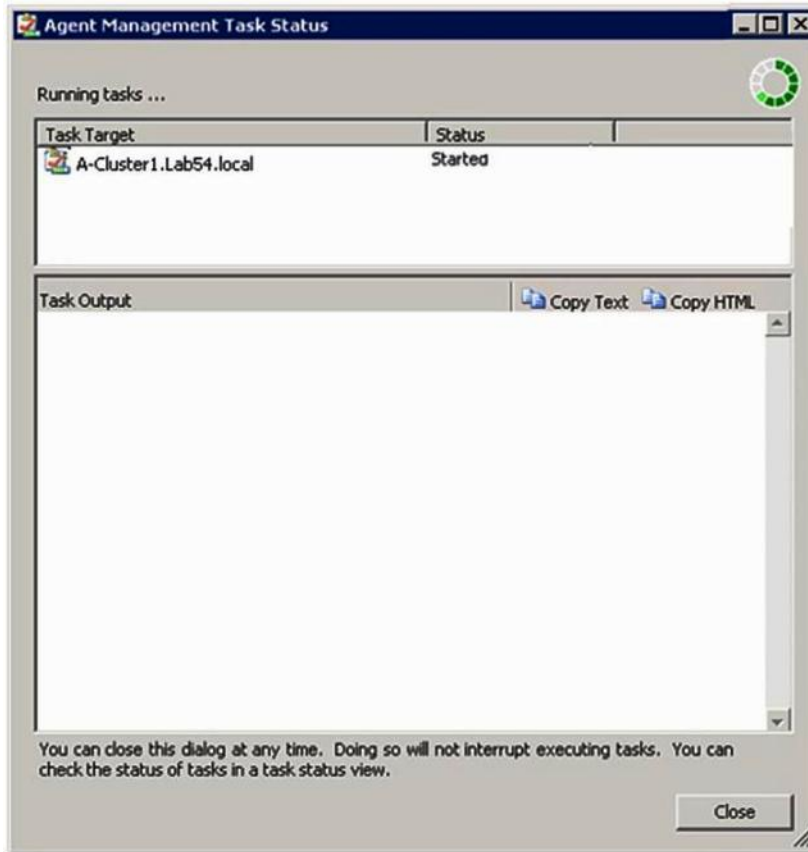 Agent Management Task Status
Running tasks ...
Task Target Status
A-Cluster1.Lab54.local Started
Task Output Copy Text Copy HTML
You can close this dialog at any time. Doing so will not interrupt executing tasks. You can
check the status of tasks in a task status view.
Close